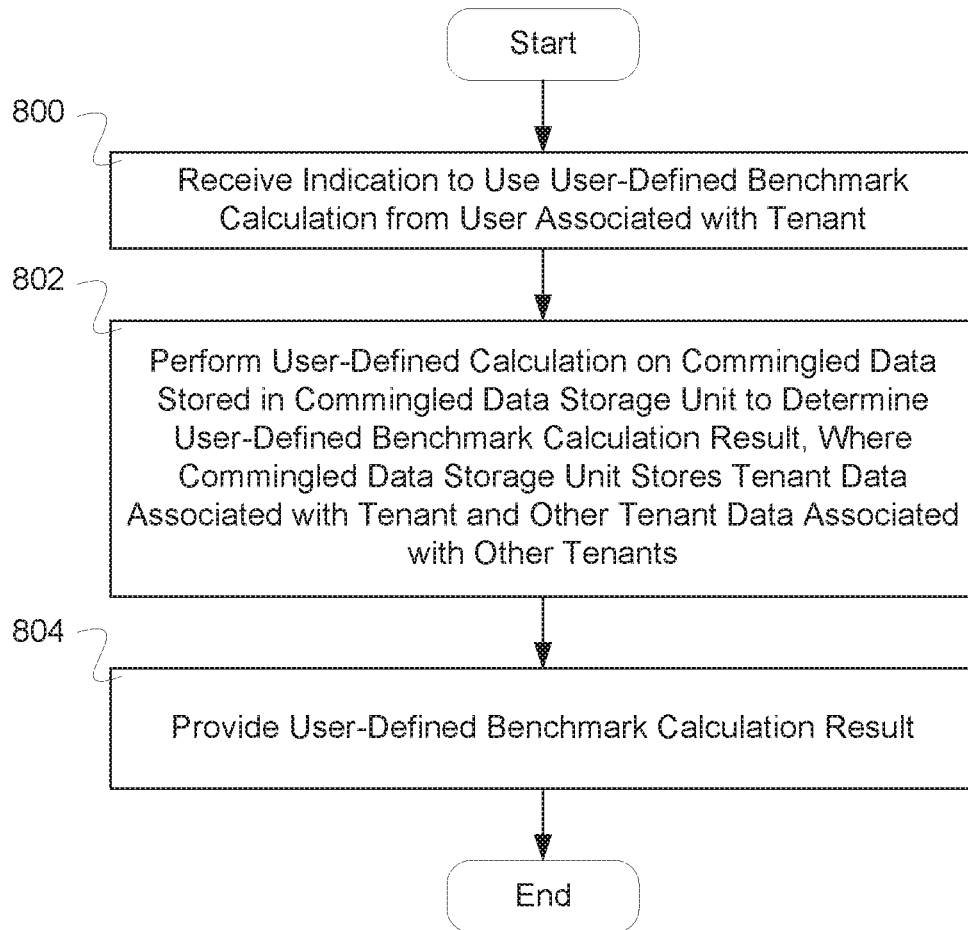 Start
800
Receive Indication to Use User-Defined Benchmark
Calculation from User Associated with Tenant
802
Perform User-Defined Calculation on Commingled Data
Stored in Commingled Data Storage Unit to Determine
User-Defined Benchmark Calculation Result, Where
Commingled Data Storage Unit Stores Tenant Data
Associated with Tenant and Other Tenant Data Associated
with Other Tenants
804
Provide User-Defined Benchmark Calculation Result
End